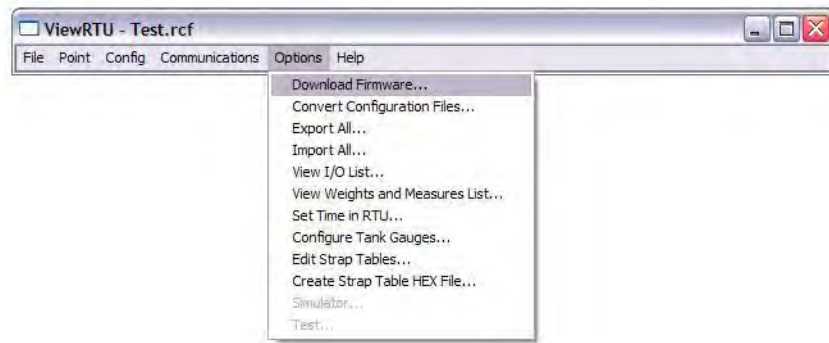 ViewRTU - Test.rcf
File Point Config Communications Options Help
Download Firmware...
Convert Configuration Files...
Export All...
Import All...
View I/O List...
View Weights and Measures List...
Set Time in RTU...
Configure Tank Gauges...
Edit Strap Tables...
Create Strap Table HEX File...
Simulator...
Test...